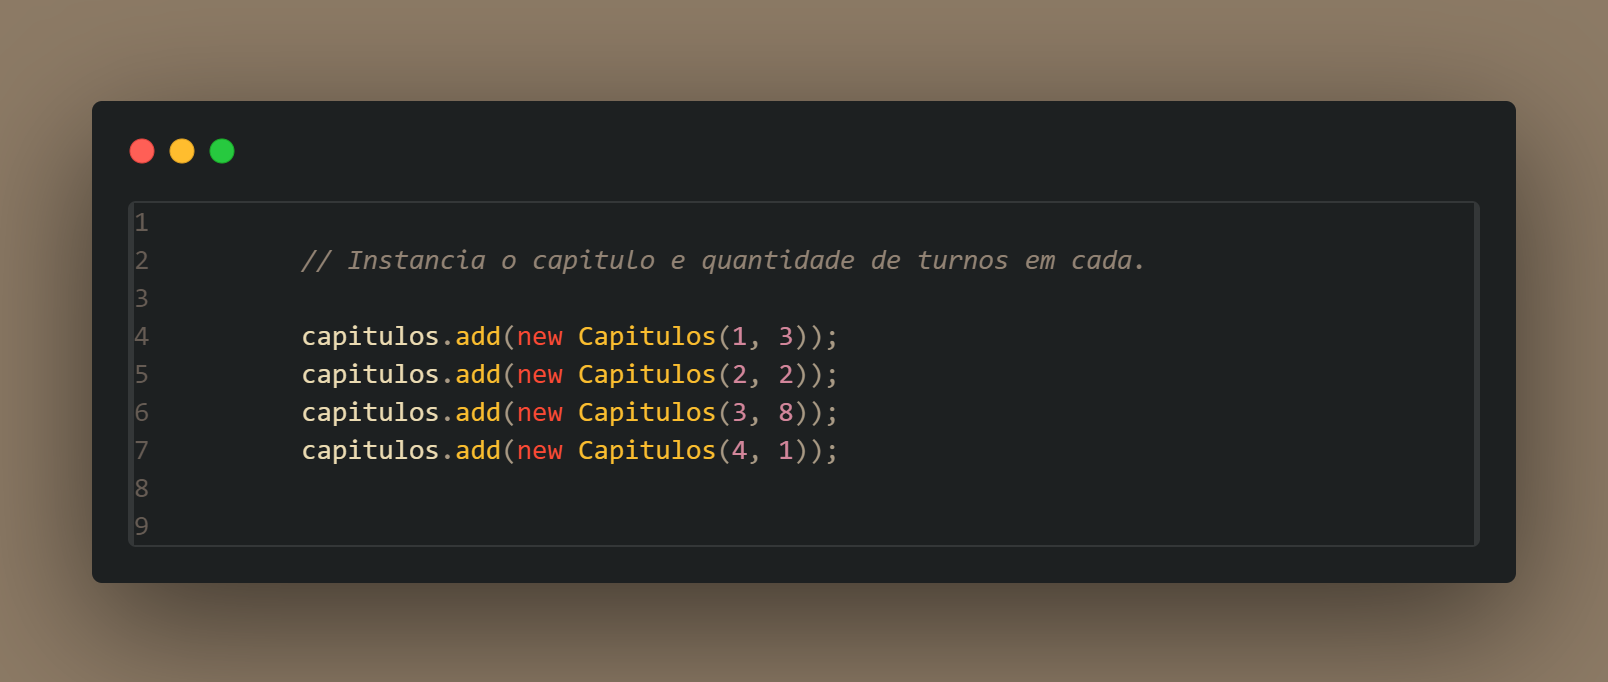 1
2 // Instancia o capitulo e quantidade de turnos em cada.
3
4 capitulos.add(new Capitulos(1, 3));
5 capitulos.add(new Capitulos(2, 2));
6 capitulos.add(new Capitulos(3, 8));
7 capitulos.add(new Capitulos(4, 1));
8
9